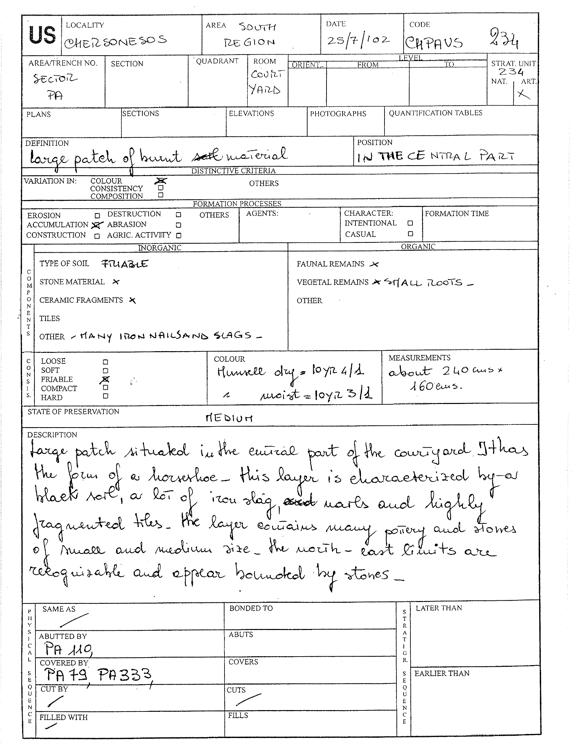 US LOCALITY CHERSONESOS AREA SOUTH REGION DATE 25/7/02 CODE CHPAUS 234
AREA/TRENCH NO. SECTOR PA SECTION QUADRANT ROOM COURT YARD LEVEL ORIENT. FROM TO STRAT. UNIT 234 NAT. ART. X
PLANS SECTIONS ELEVATIONS PHOTOGRAPHS QUANTIFICATION TABLES
DEFINITION POSITION
large patch of burnt soil material IN THE CENTRAL PART
DISTINCTIVE CRITERIA
VARIATION IN: COLOUR ☒ OTHERS
CONSISTENCY □
COMPOSITION □
FORMATION PROCESSES
EROSION □ DESTRUCTION □ OTHERS AGENTS: CHARACTER: FORMATION TIME
ACCUMULATION ☒ ABRASION □ INTENTIONAL □
CONSTRUCTION □ AGRIC. ACTIVITY □ CASUAL □
INORGANIC ORGANIC
COMPONENTS
TYPE OF SOIL FRIABLE FAUNAL REMAINS X
STONE MATERIAL X VEGETAL REMAINS X SMALL ROOTS -
CERAMIC FRAGMENTS X OTHER
TILES
OTHER - MANY IRON NAILS AND SLAGS -
CONSIS.
LOOSE □ COLOUR MEASUREMENTS
SOFT □ Munsell dry = 10YR 4/1 about 240 cms x
FRIABLE ☒ " moist = 10YR 3/1 160 cms.
COMPACT □
HARD □
STATE OF PRESERVATION MEDIUM
DESCRIPTION
Large patch situated in the central part of the courtyard It has
the form of a horseshoe - this layer is characterized by a
black soil, a lot of iron slag, and nails and highly
fragmented tiles - the layer contains many pottery and stones
of small and medium size - the north - east limits are
recognizable and appear bounded by stones -
PHYSICAL SEQUENCE
STRATIGR. SEQUENCE
SAME AS / BONDED TO LATER THAN
ABUTTED BY PA 110, ABUTS
COVERED BY PA 79, PA 333, COVERS EARLIER THAN
CUT BY / CUTS /
FILLED WITH / FILLS